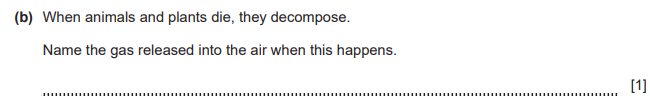 (b) When animals and plants die, they decompose.
Name the gas released into the air when this happens.
[1]